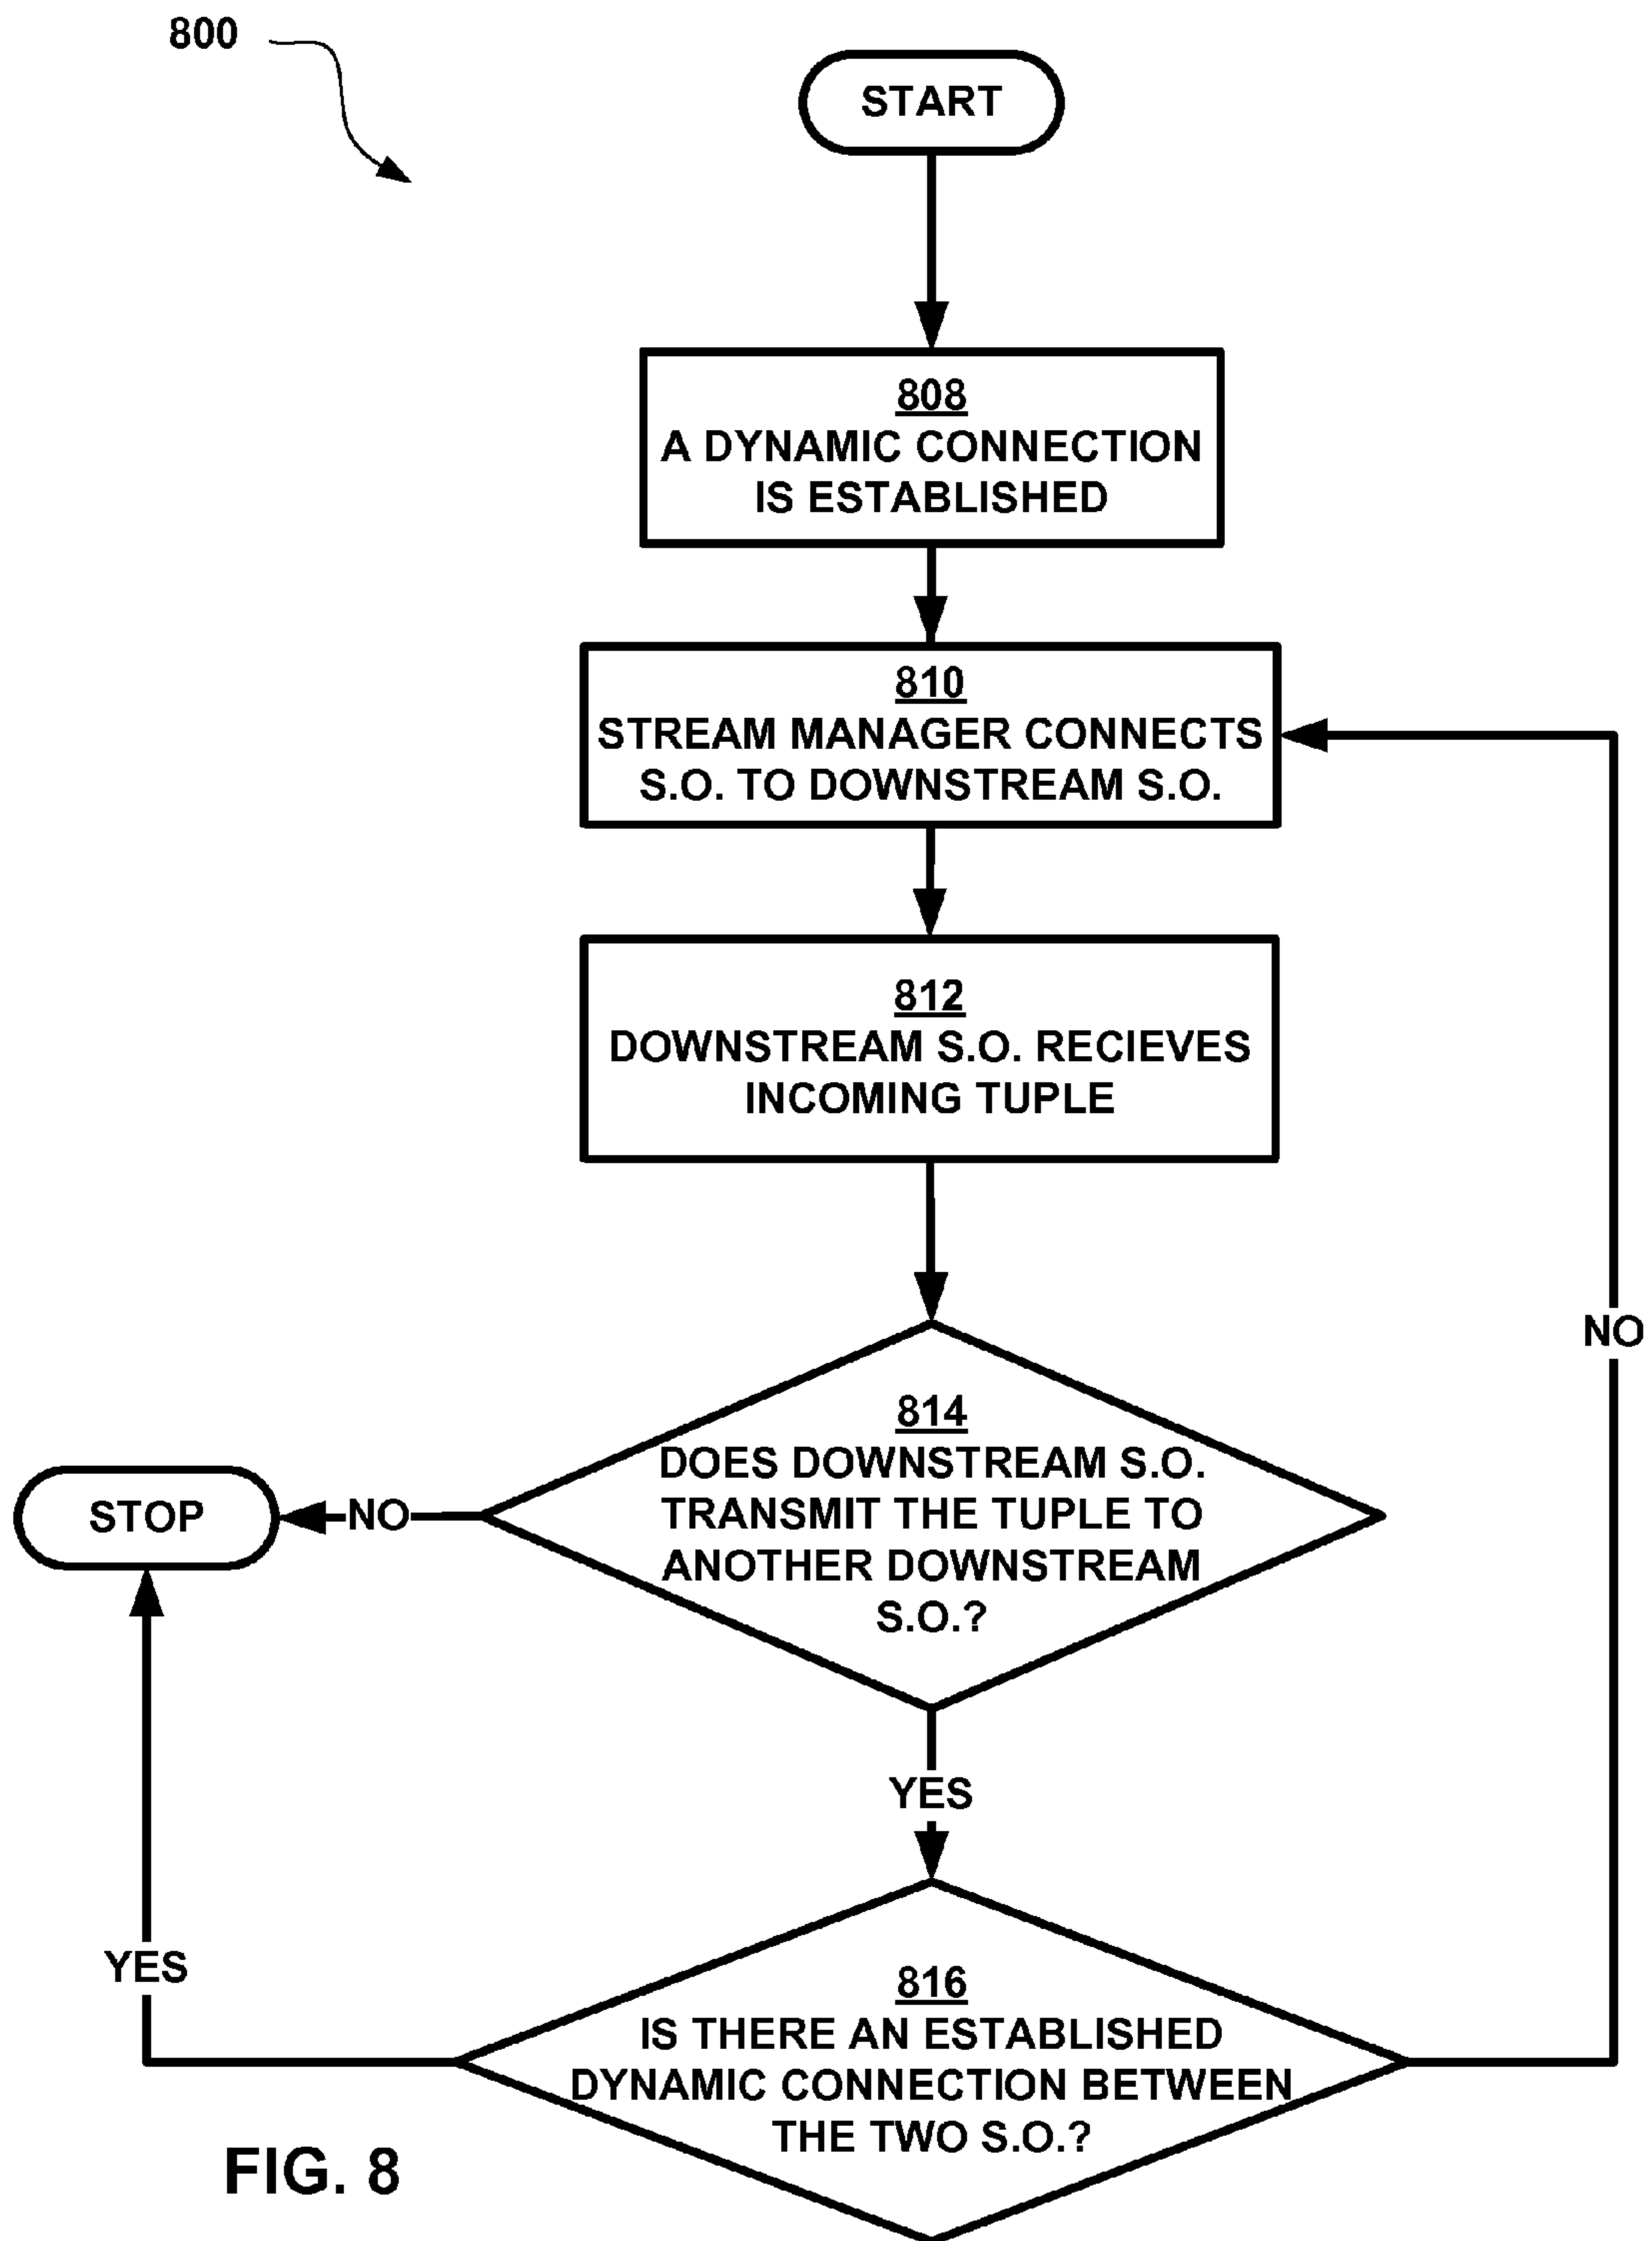 800
START
808
A DYNAMIC CONNECTION
IS ESTABLISHED
810
STREAM MANAGER CONNECTS
S.O. TO DOWNSTREAM S.O.
812
DOWNSTREAM S.O. RECIEVES
INCOMING TUPLE
NO
814
DOES DOWNSTREAM S.O.
TRANSMIT THE TUPLE TO
ANOTHER DOWNSTREAM
S.O.?
STOP
NO
YES
YES
816
IS THERE AN ESTABLISHED
DYNAMIC CONNECTION BETWEEN
THE TWO S.O.?
FIG. 8